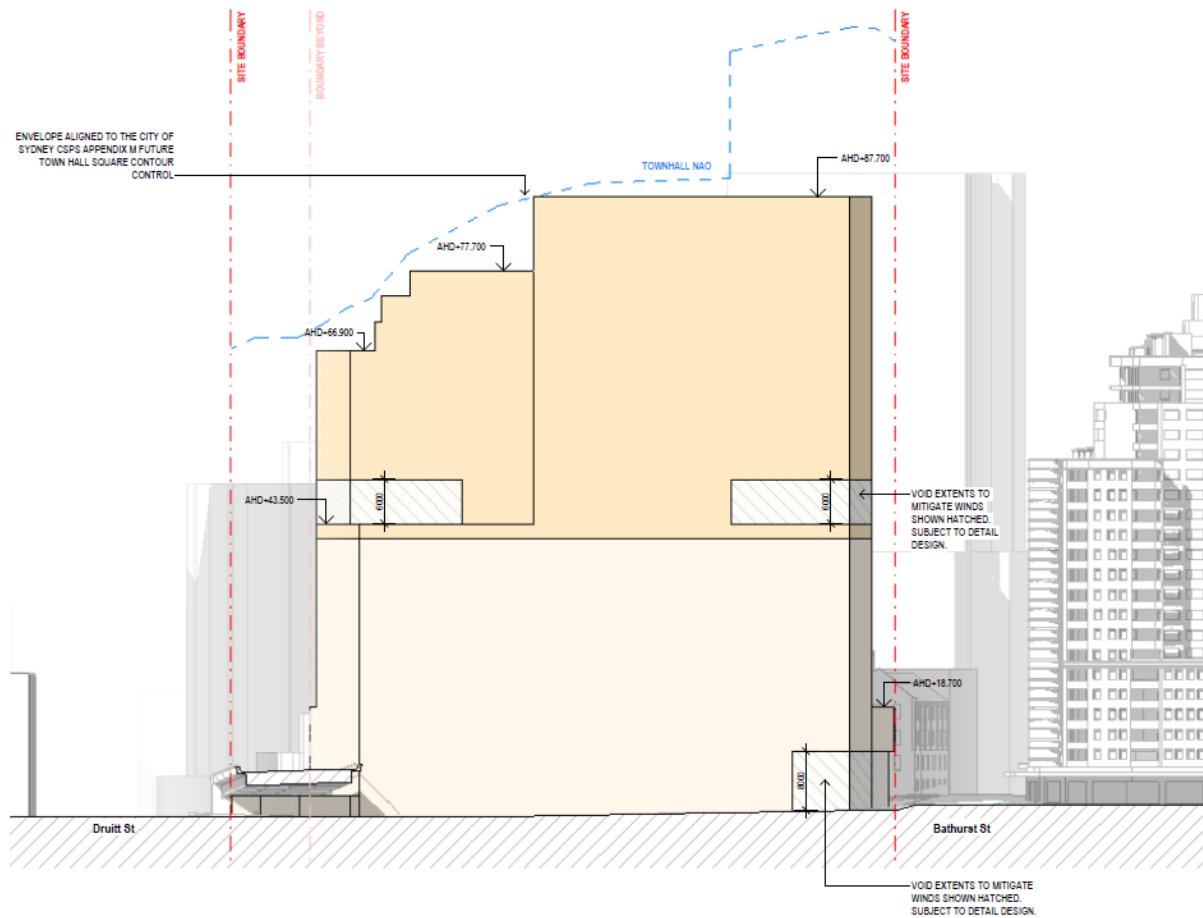 SITE BOUNDARY
BOUNDARY BEYOND
SITE BOUNDARY
ENVELOPE ALIGNED TO THE CITY OF
SYDNEY CSPS APPENDIX M FUTURE
TOWN HALL SQUARE CONTOUR
CONTROL
TOWNHALL NAO
AHD+87.700
AHD+77.700
AHD+66.900
AHD+43.500
6000
6000
VOID EXTENTS TO
MITIGATE WINDS
SHOWN HATCHED.
SUBJECT TO DETAIL
DESIGN.
AHD+18.700
8000
Druitt St
Bathurst St
VOID EXTENTS TO MITIGATE
WINDS SHOWN HATCHED.
SUBJECT TO DETAIL DESIGN.